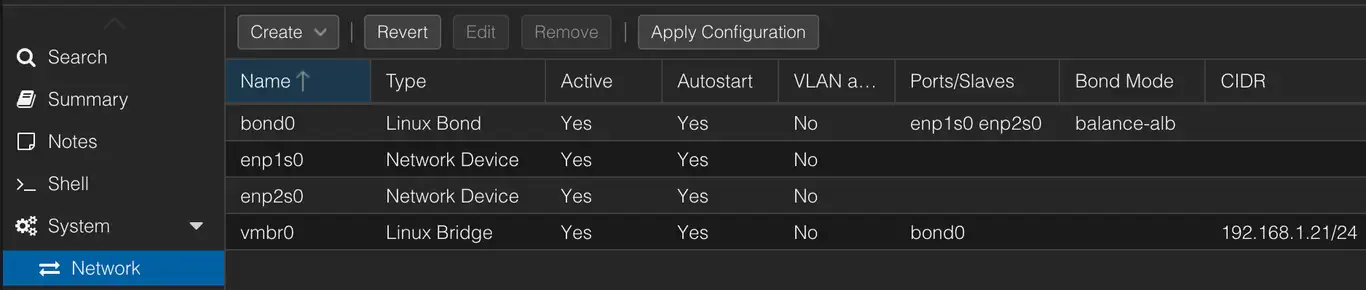 Create Revert Edit Remove Apply Configuration
Search
Summary
Notes
Shell
System
Network
Name Type Active Autostart VLAN a... Ports/Slaves Bond Mode CIDR
bond0 Linux Bond Yes Yes No enp1s0 enp2s0 balance-alb
enp1s0 Network Device Yes Yes No
enp2s0 Network Device Yes Yes No
vmbr0 Linux Bridge Yes Yes No bond0 192.168.1.21/24